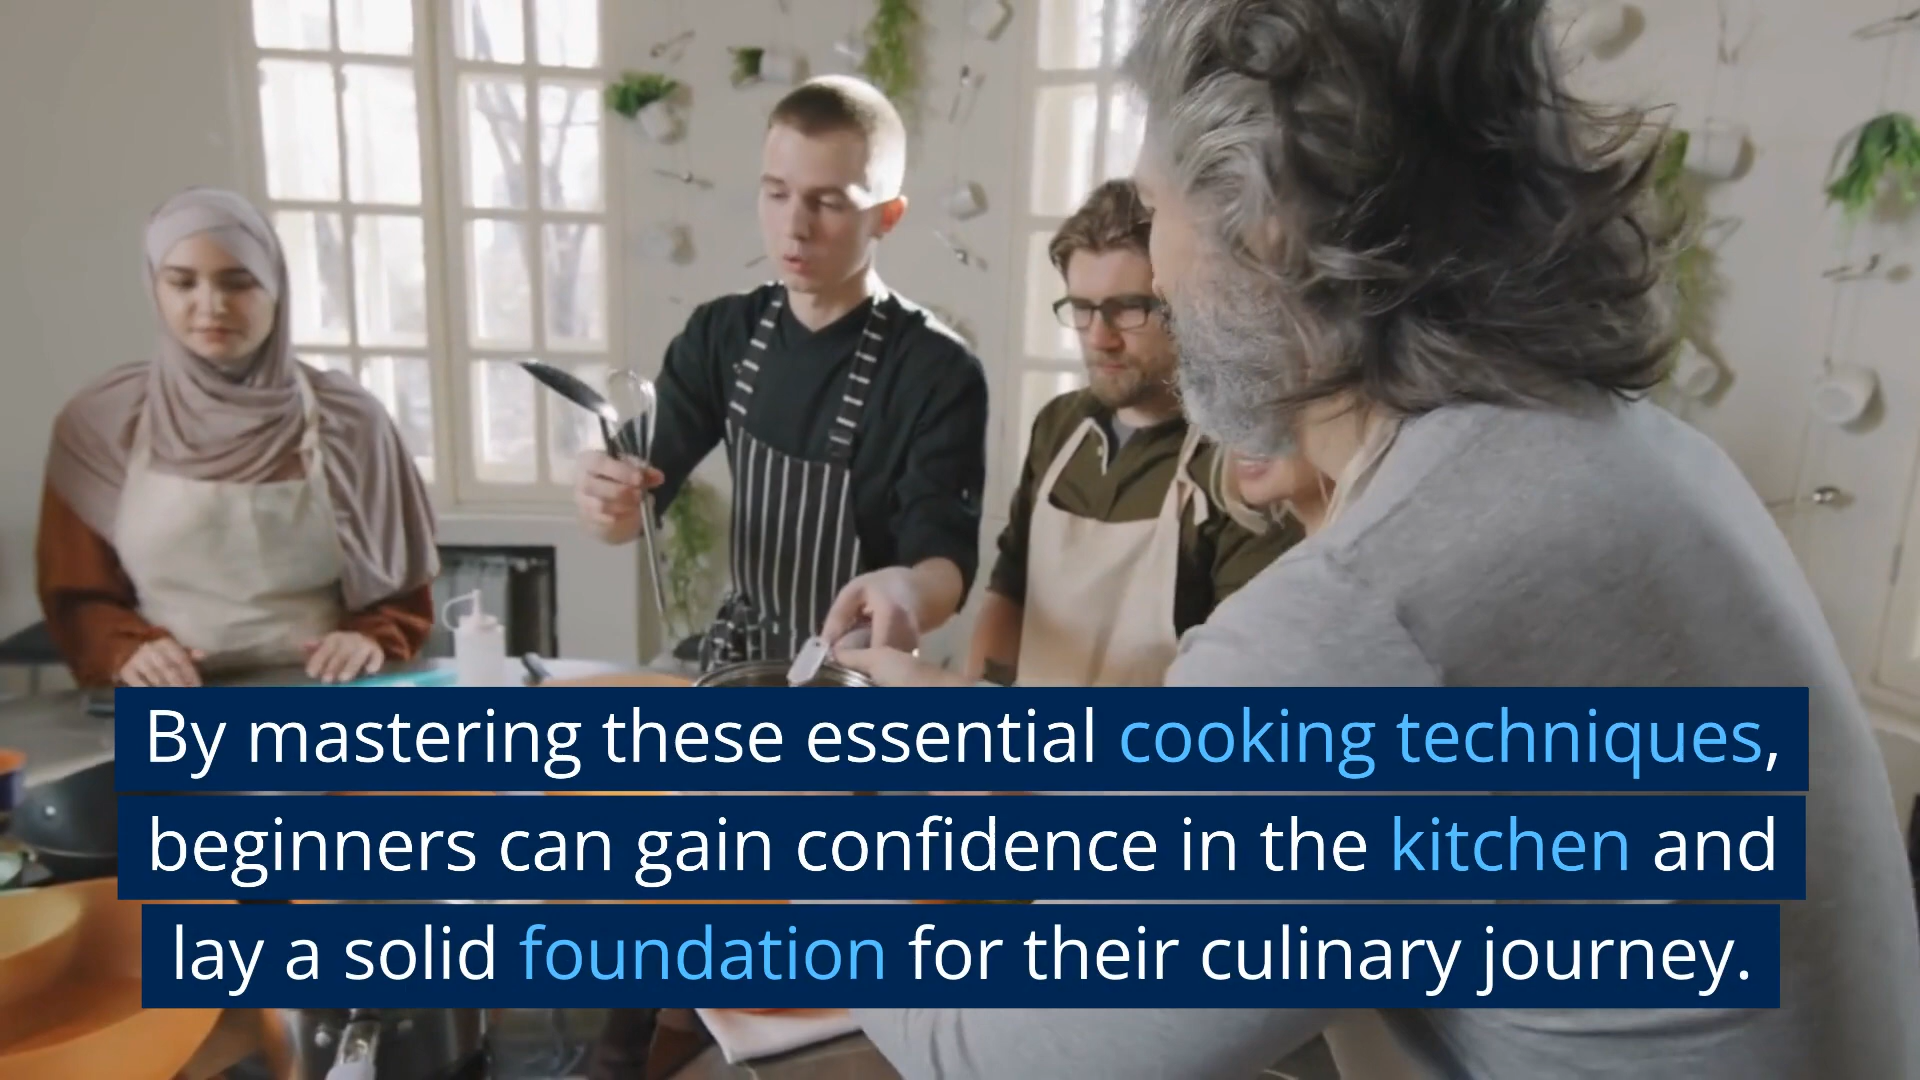 By mastering these essential cooking techniques,
beginners can gain confidence in the kitchen and
lay a solid foundation for their culinary journey.